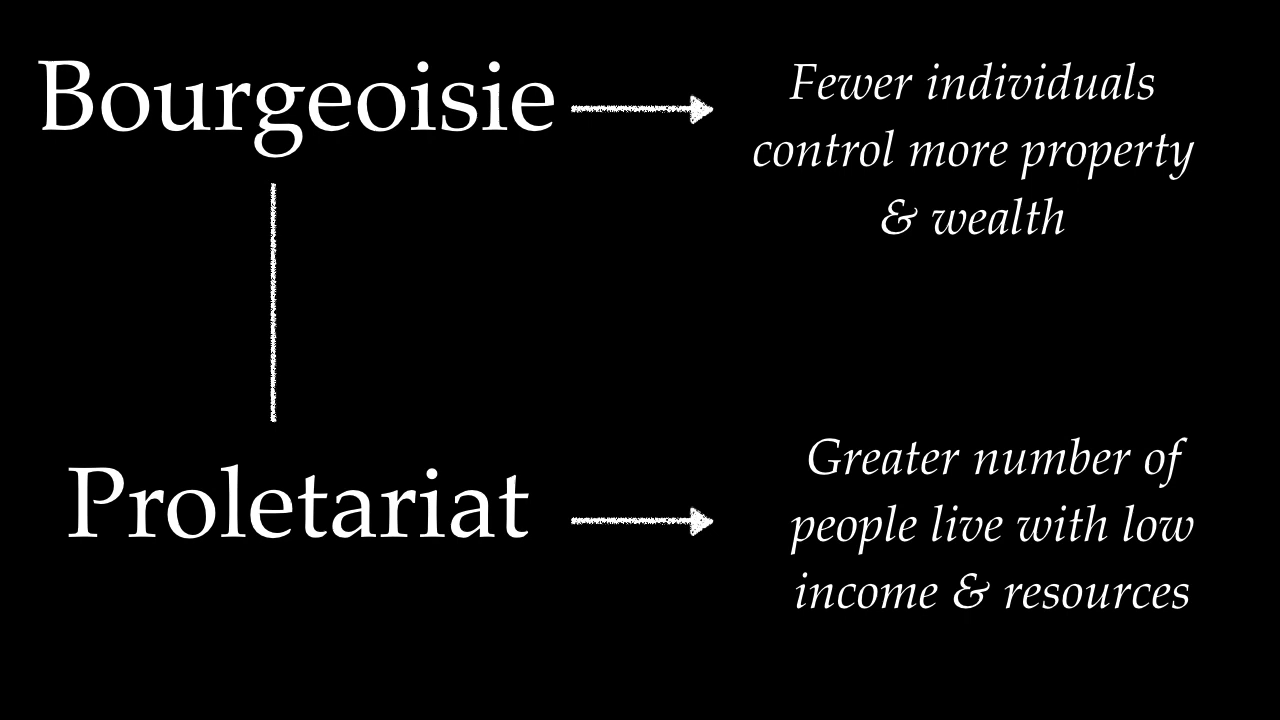 Bourgeoisie
Fewer individuals
control more property
& wealth
Proletariat
Greater number of
people live with low
income & resources